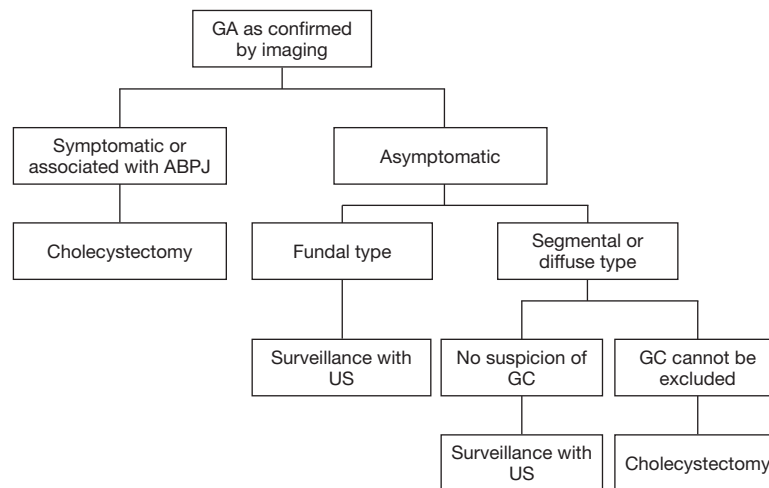 GA as confirmed
by imaging
Symptomatic or
associated with ABPJ
Asymptomatic
Cholecystectomy
Fundal type
Segmental or
diffuse type
Surveillance with
US
No suspicion of
GC
GC cannot be
excluded
Surveillance with
US
Cholecystectomy